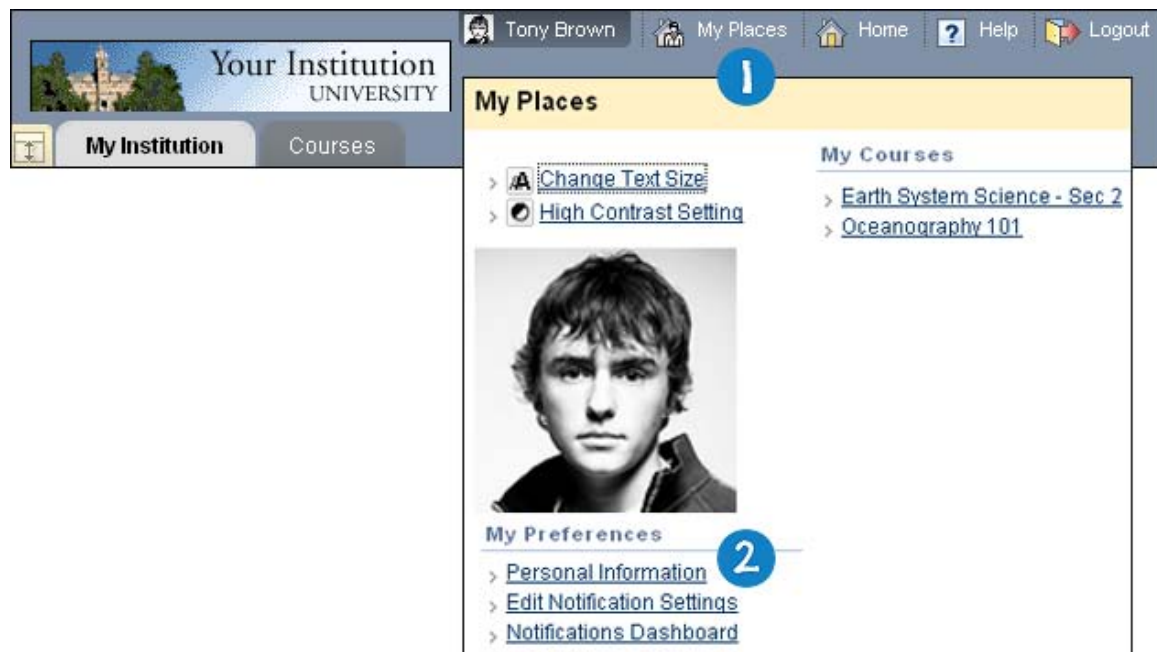 Tony Brown My Places Home ? Help Logout
1
Your Institution
UNIVERSITY
My Institution Courses
My Places
A Change Text Size
High Contrast Setting
My Courses
Earth System Science - Sec 2
Oceanography 101
My Preferences
2
Personal Information
Edit Notification Settings
Notifications Dashboard